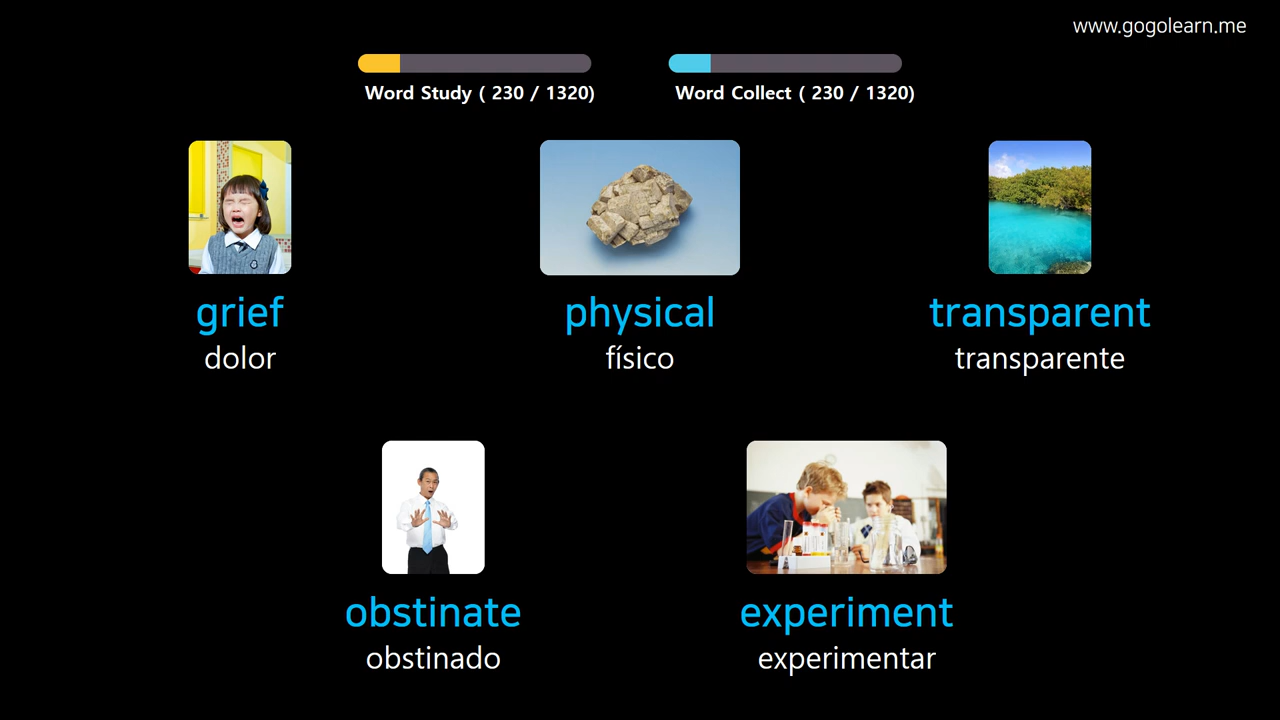 www.gogolearn.me
Word Study ( 230 / 1320)
Word Collect ( 230 / 1320)
grief
dolor
physical
físico
transparent
transparente
obstinate
obstinado
experiment
experimentar